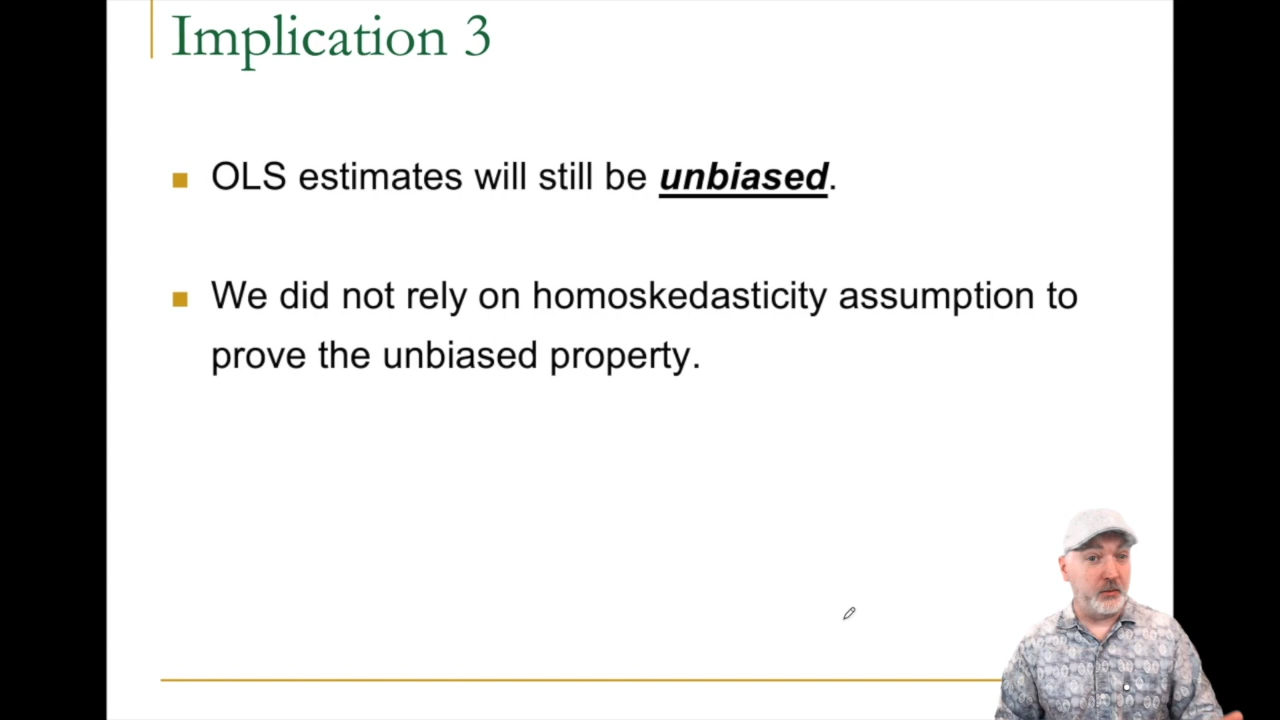 Implication 3
OLS estimates will still be unbiased.
We did not rely on homoskedasticity assumption to
prove the unbiased property.